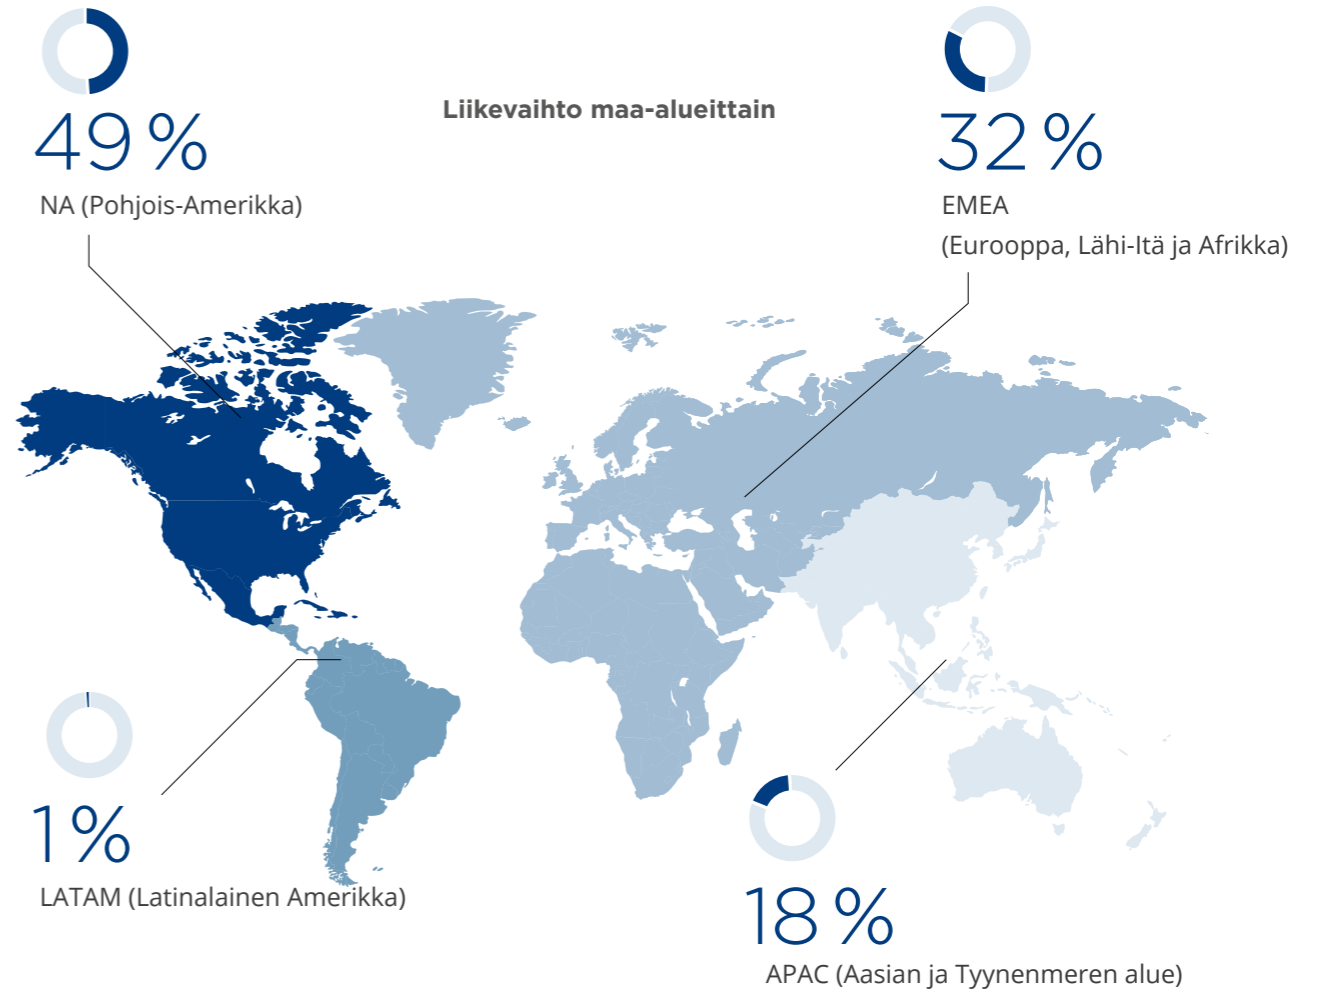 49 %
NA (Pohjois-Amerikka)
Liikevaihto maa-alueittain
32 %
EMEA
(Eurooppa, Lähi-Itä ja Afrikka)
1 %
LATAM (Latinalainen Amerikka)
18 %
APAC (Aasian ja Tyynenmeren alue)